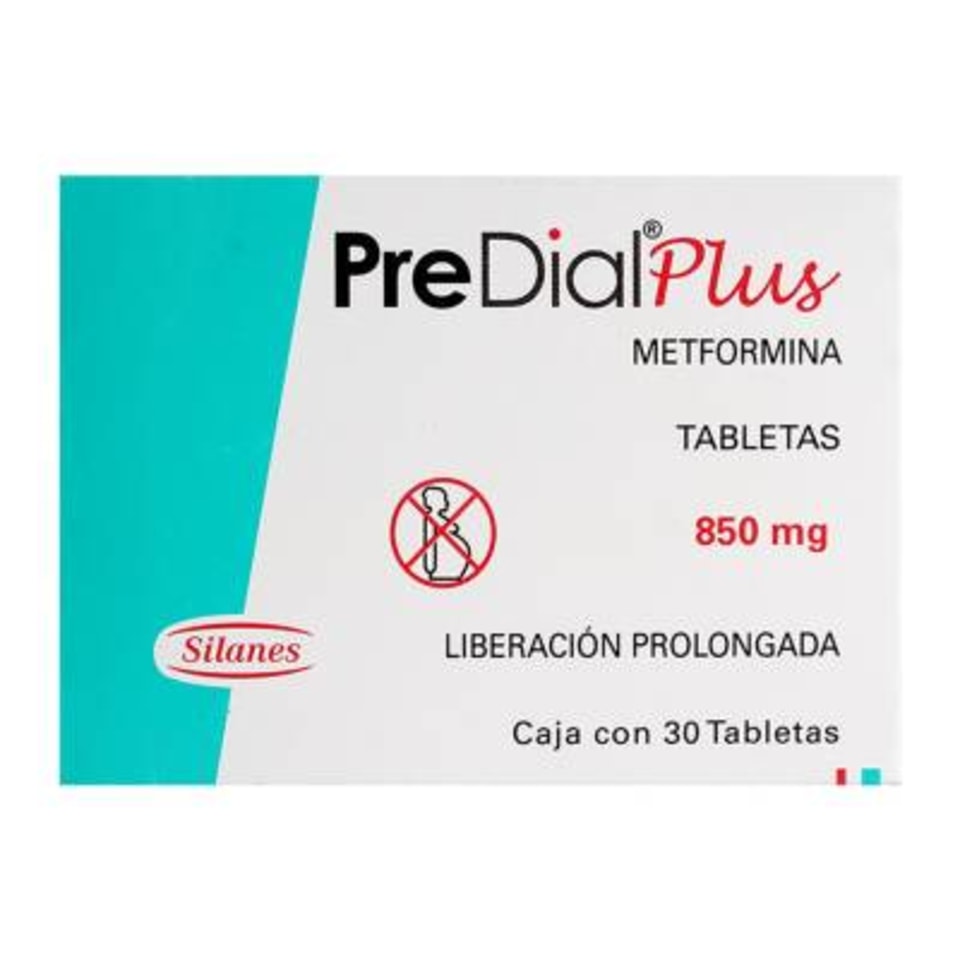 PreDial® Plus
METFORMINA
TABLETAS
850 mg
Silanes
LIBERACIÓN PROLONGADA
Caja con 30 Tabletas